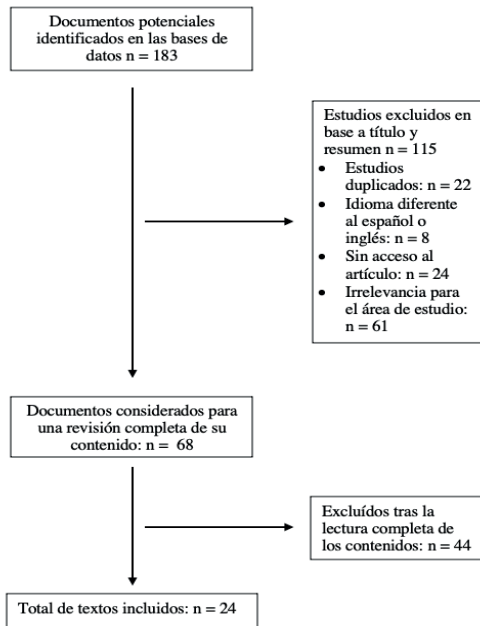 Documentos potenciales
identificados en las bases de
datos n = 183
Estudios excluidos en
base a título y
resumen n = 115
• Estudios
duplicados: n = 22
• Idioma diferente
al español o
inglés: n = 8
• Sin acceso al
artículo: n = 24
• Irrelevancia para
el área de estudio:
n = 61
Documentos considerados para
una revisión completa de su
contenido: n = 68
Excluídos tras la
lectura completa de
los contenidos: n = 44
Total de textos incluidos: n = 24